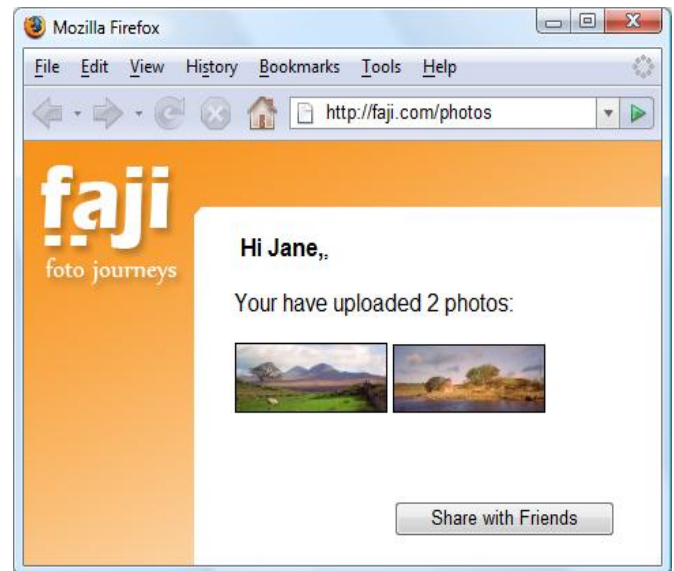 Mozilla Firefox
File Edit View History Bookmarks Tools Help
http://faji.com/photos
faji
foto journeys
Hi Jane,,
Your have uploaded 2 photos:
Share with Friends